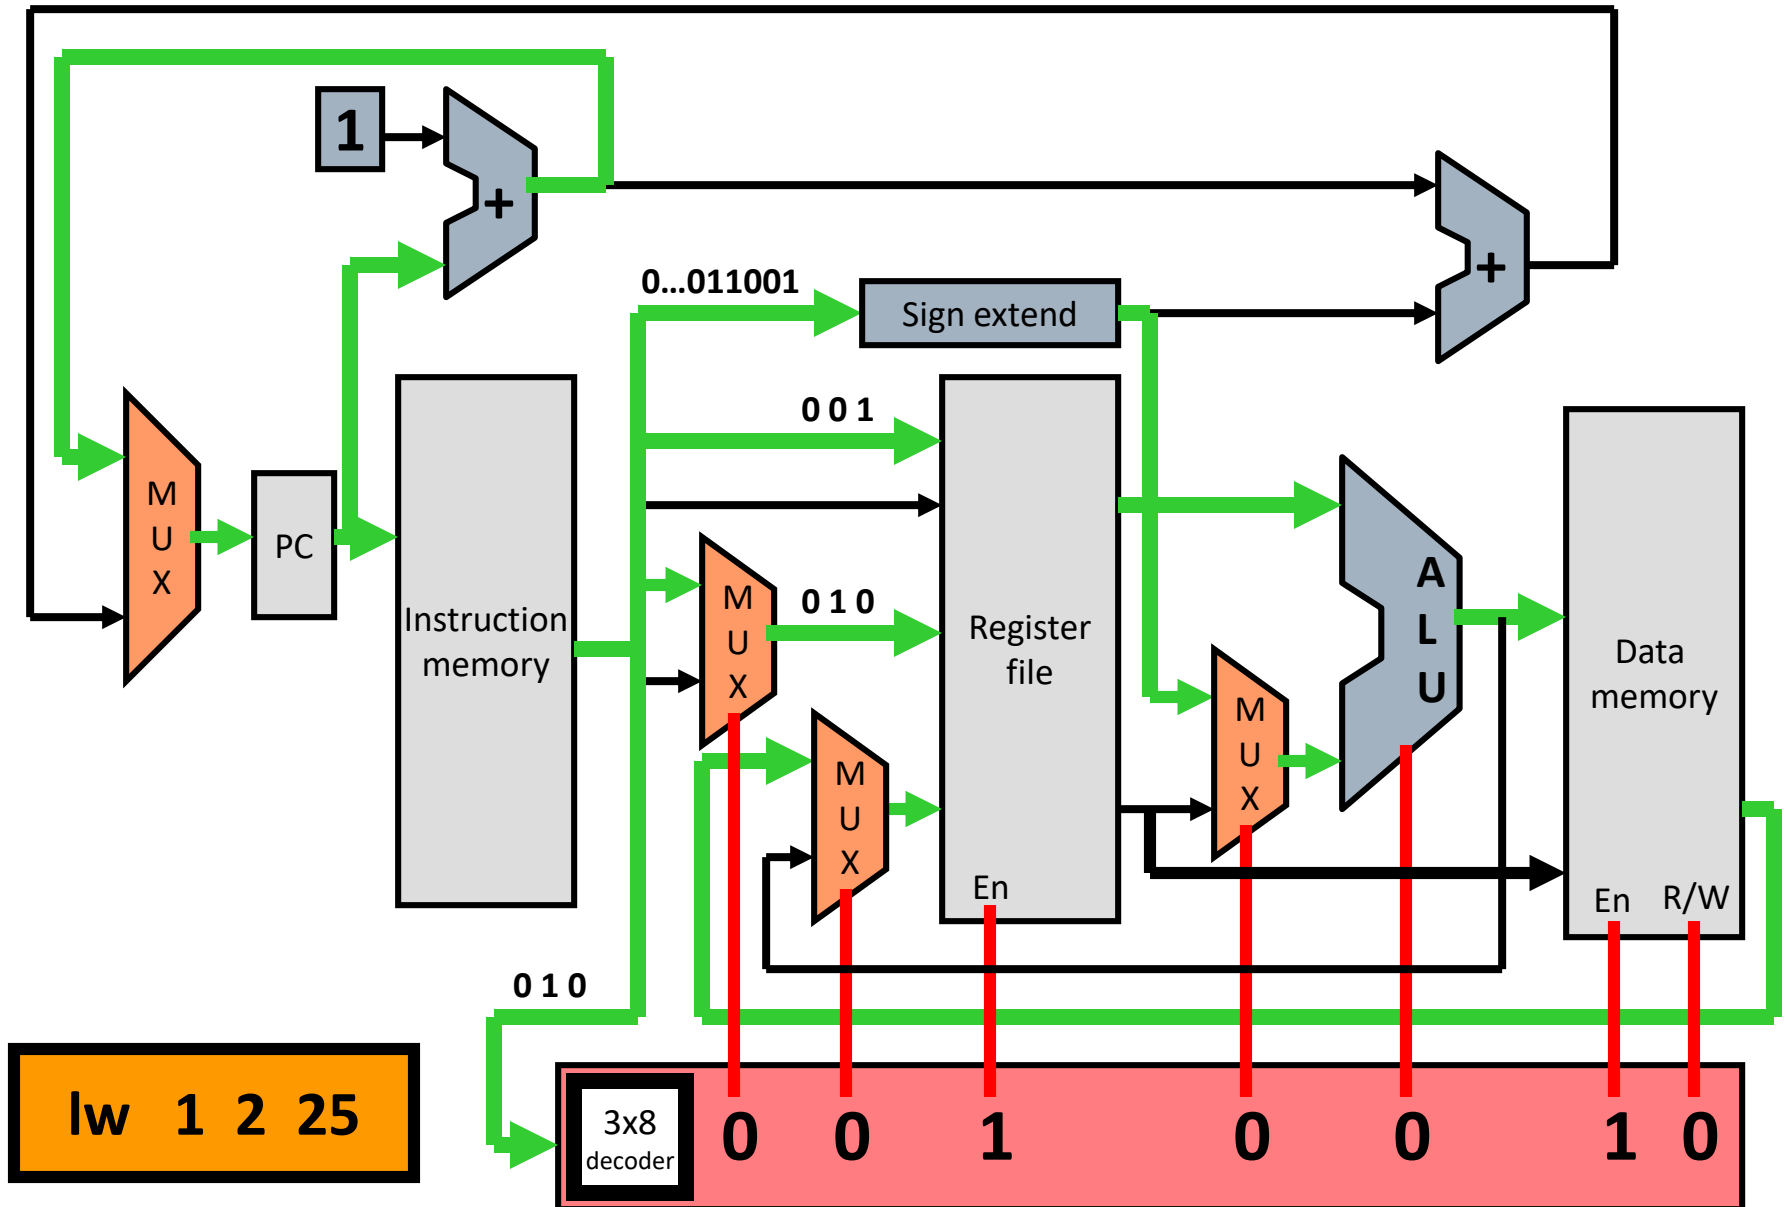 1
+
+
0...011001
Sign extend
0 0 1
M
U
X
PC
Instruction
memory
M
U
X
0 1 0
Register
file
En
M
U
X
M
U
X
A
L
U
Data
memory
En R/W
0 1 0
lw 1 2 25
3x8
decoder
0 0 1 0 0 1 0